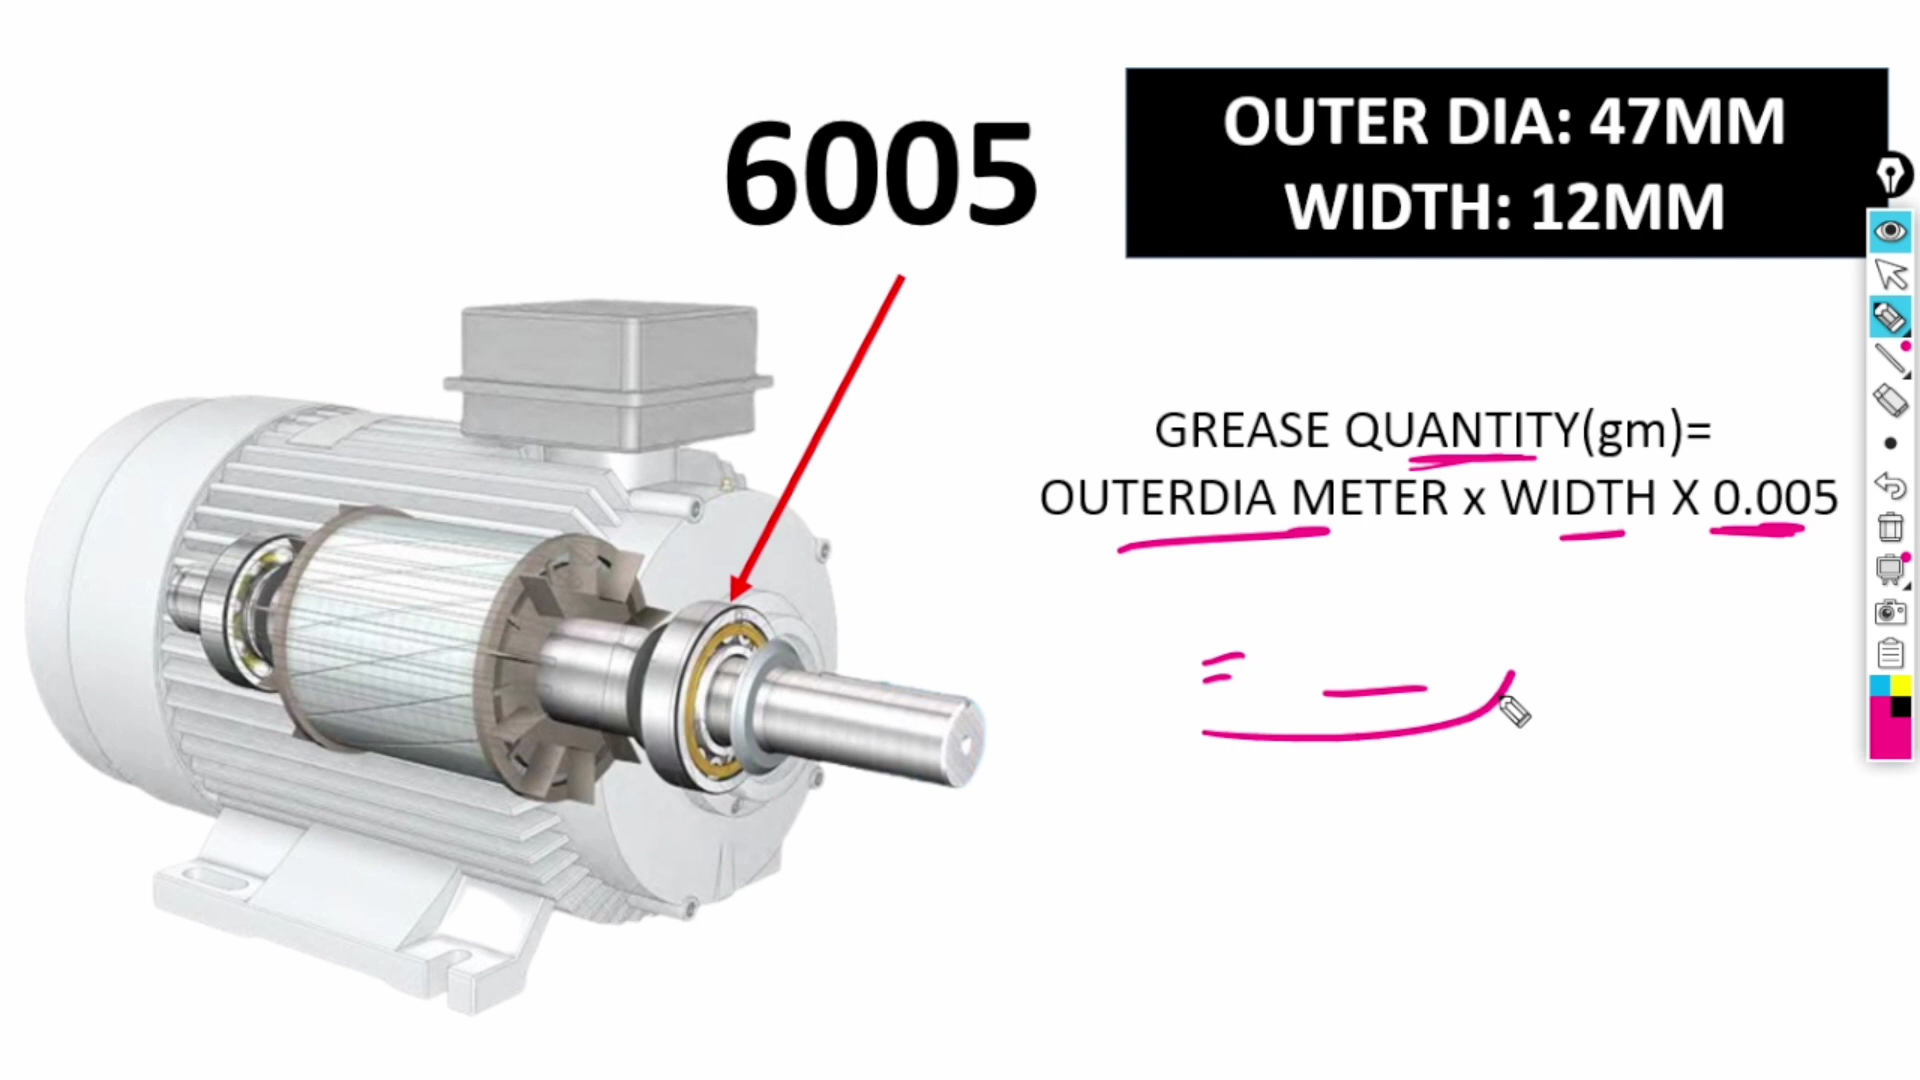 6005
OUTER DIA: 47MM
WIDTH: 12MM
GREASE QUANTITY(gm)=
OUTERDIA METER x WIDTH X 0.005
=